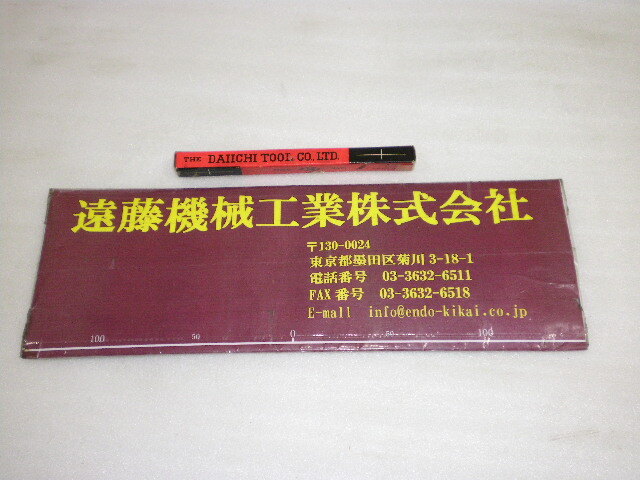 THE DAIICHI TOOL CO. LTD.
遠藤機械工業株式会社
〒130-0024
東京都墨田区菊川 3-18-1
電話番号 03-3632-6511
FAX 番号 03-3632-6518
E-mall info@endo-kikai.co.jp
100 50 0 50 100